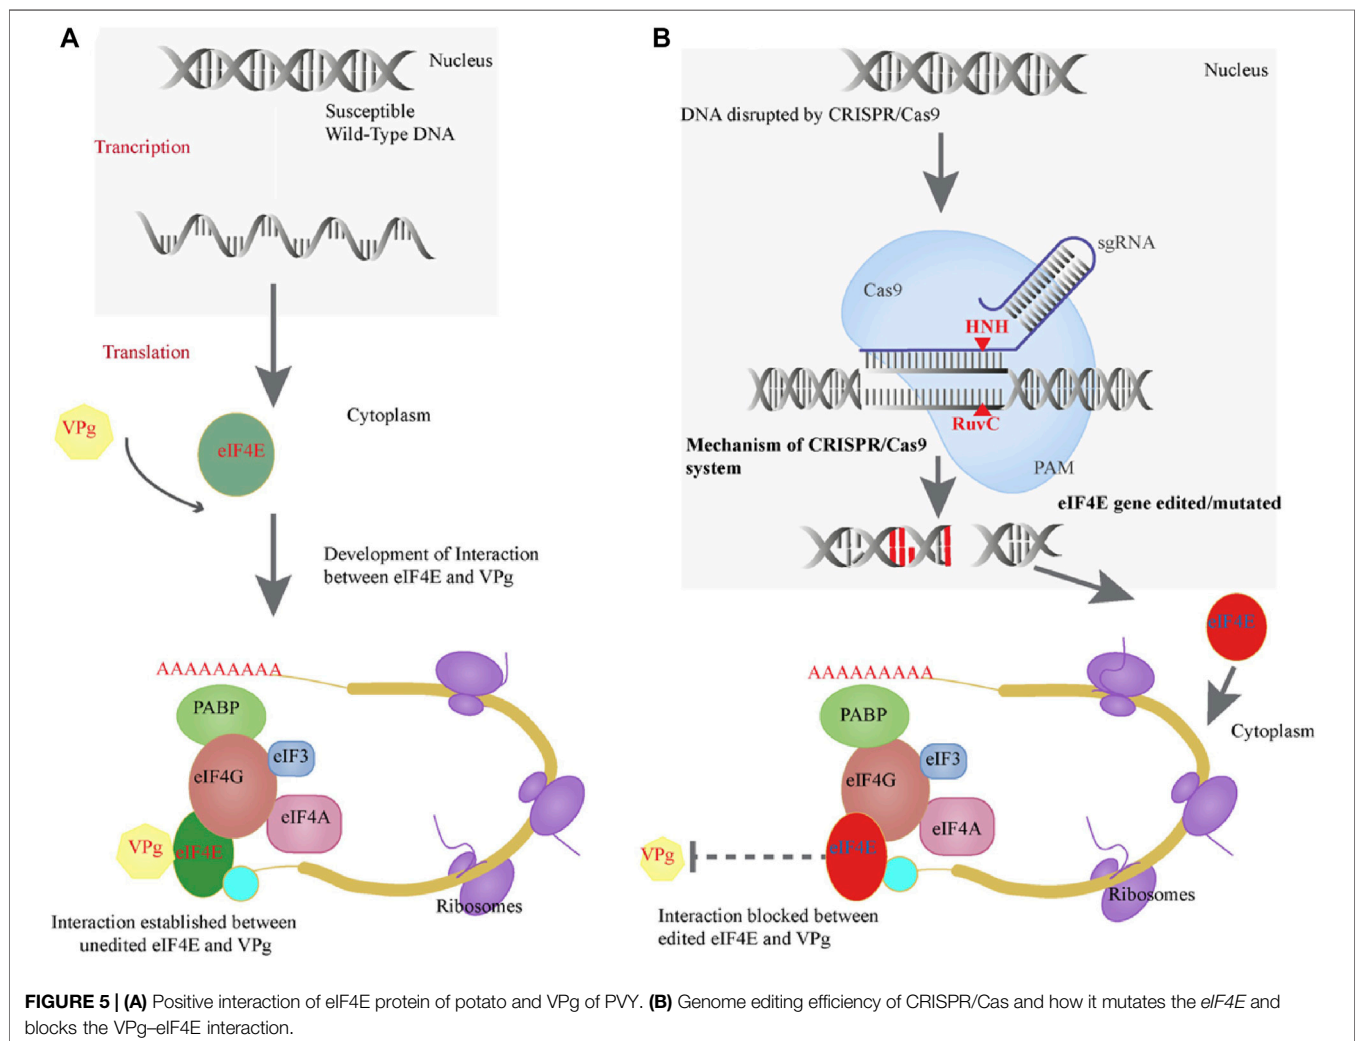 A
Nucleus
Susceptible
Wild-Type DNA
Trancription
Translation
VPg
eIF4E
Cytoplasm
Development of Interaction
between eIF4E and VPg
AAAAAAAAA
PABP
eIF4G
eIF3
eIF4A
VPg
eIF4E
Ribosomes
Interaction established between
unedited eIF4E and VPg
B
Nucleus
DNA disrupted by CRISPR/Cas9
sgRNA
Cas9
HNH
RuvC
Mechanism of CRISPR/Cas9
system
PAM
eIF4E gene edited/mutated
eIF4E
Cytoplasm
AAAAAAAAA
PABP
eIF4G
eIF3
eIF4A
VPg
eIF4E
Ribosomes
Interaction blocked between
edited eIF4E and VPg
FIGURE 5 | (A) Positive interaction of eIF4E protein of potato and VPg of PVY. (B) Genome editing efficiency of CRISPR/Cas and how it mutates the eIF4E and
blocks the VPg–eIF4E interaction.